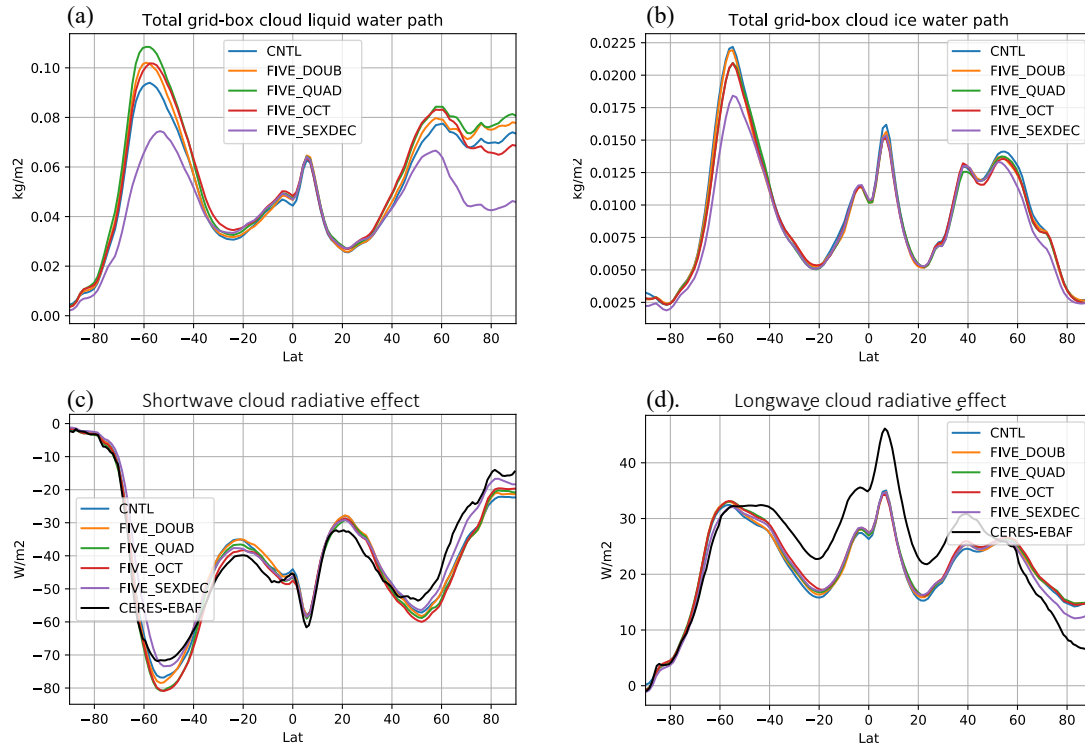 (a)
Total grid-box cloud liquid water path
CNTL
FIVE_DOUB
FIVE_QUAD
FIVE_OCT
FIVE_SEXDEC
kg/m2
0.10
0.08
0.06
0.04
0.02
0.00
−80 −60 −40 −20 0 20 40 60 80
Lat
(b)
Total grid-box cloud ice water path
CNTL
FIVE_DOUB
FIVE_QUAD
FIVE_OCT
FIVE_SEXDEC
kg/m2
0.0225
0.0200
0.0175
0.0150
0.0125
0.0100
0.0075
0.0050
0.0025
−80 −60 −40 −20 0 20 40 60 80
Lat
(c)
Shortwave cloud radiative effect
CNTL
FIVE_DOUB
FIVE_QUAD
FIVE_OCT
FIVE_SEXDEC
CERES-EBAF
W/m2
0
−10
−20
−30
−40
−50
−60
−70
−80
−80 −60 −40 −20 0 20 40 60 80
Lat
(d).
Longwave cloud radiative effect
CNTL
FIVE_DOUB
FIVE_QUAD
FIVE_OCT
FIVE_SEXDEC
CERES-EBAF
W/m2
40
30
20
10
0
−80 −60 −40 −20 0 20 40 60 80
Lat